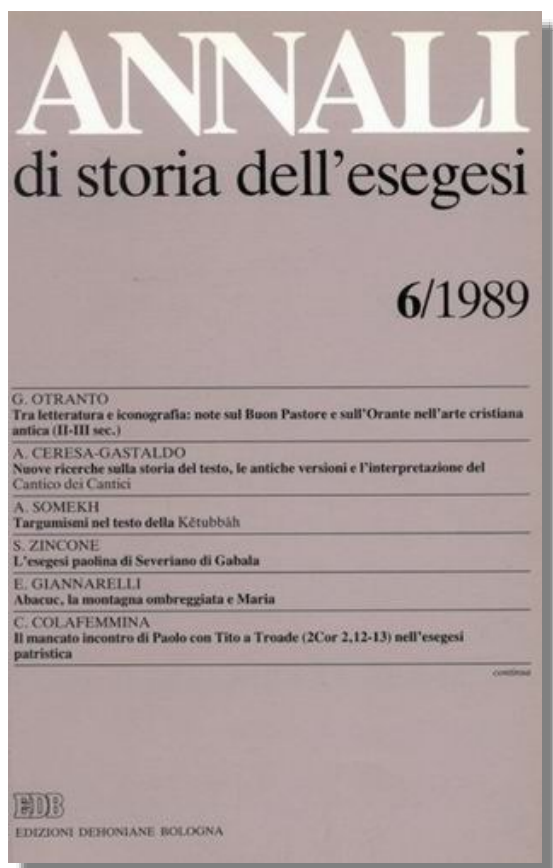 ANNALI
di storia dell'esegesi
6/1989
G. OTRANTO
Tra letteratura e iconografia: note sul Buon Pastore e sull'Orante nell'arte cristiana
antica (II-III sec.)
A. CERESA-GASTALDO
Nuove ricerche sulla storia del testo, le antiche versioni e l'interpretazione del
Cantico dei Cantici
A. SOMEKH
Targumismi nel testo della Kĕtubbàh
S. ZINCONE
L'esegesi paolina di Severiano di Gabala
E. GIANNARELLI
Abacuc, la montagna ombreggiata e Maria
C. COLAFEMMINA
Il mancato incontro di Paolo con Tito a Troade (2Cor 2,12-13) nell'esegesi
patristica
continua
EDB
EDIZIONI DEHONIANE BOLOGNA